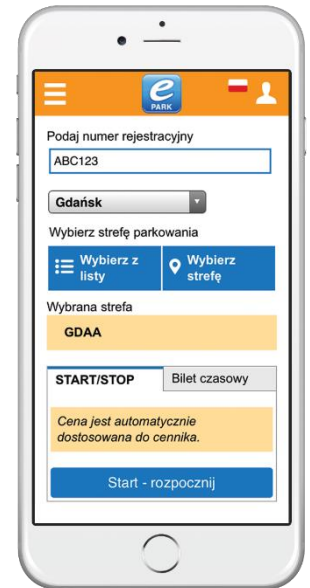 e
PARK
Podaj numer rejestracyjny
ABC123
Gdańsk
Wybierz strefę parkowania
Wybierz z
listy
Wybierz
strefę
Wybrana strefa
GDAA
START/STOP
Bilet czasowy
Cena jest automatycznie
dostosowana do cennika.
Start - rozpocznij